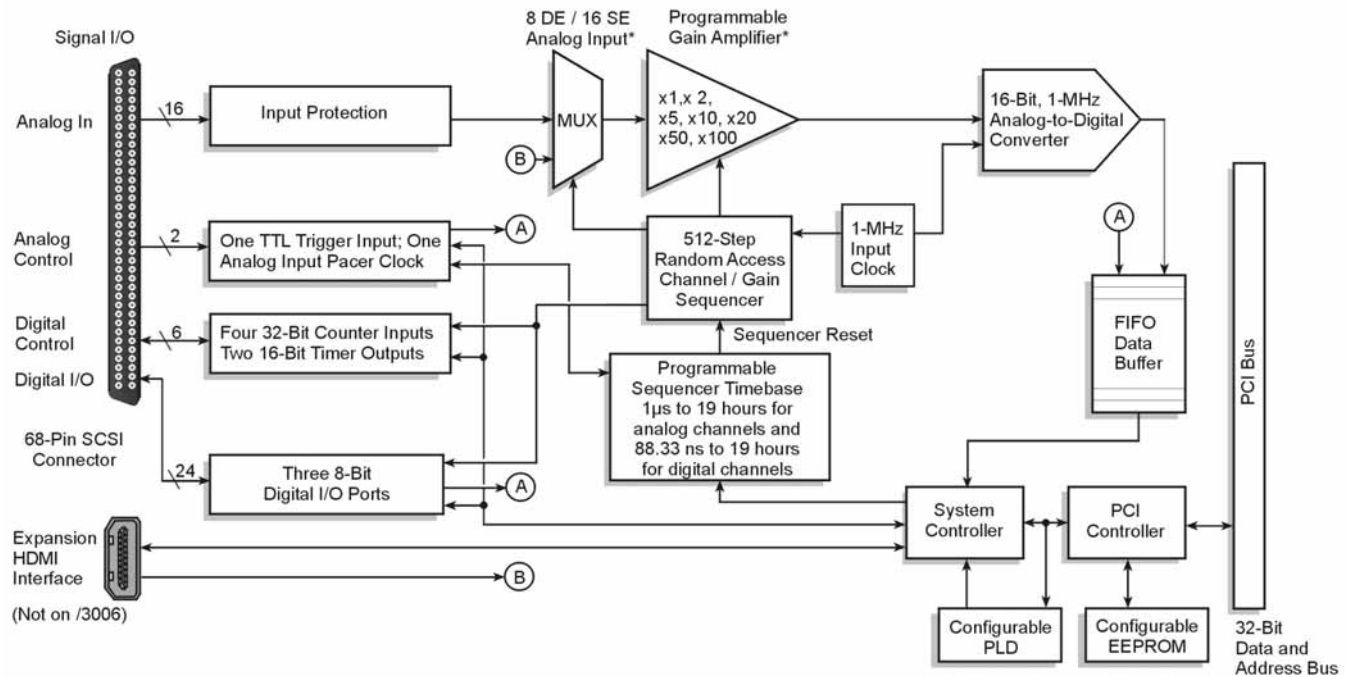 8 DE / 16 SE
Analog Input*
Programmable
Gain Amplifier*
Signal I/O
Analog In
16
Input Protection
MUX
B
x1,x 2,
x5, x10, x20
x50, x100
16-Bit, 1-MHz
Analog-to-Digital
Converter
Analog
Control
2
One TTL Trigger Input; One
Analog Input Pacer Clock
A
512-Step
Random Access
Channel / Gain
Sequencer
1-MHz
Input
Clock
A
FIFO
Data
Buffer
PCI Bus
Digital
Control
6
Four 32-Bit Counter Inputs
Two 16-Bit Timer Outputs
Sequencer Reset
Digital I/O
Programmable
Sequencer Timebase
1µs to 19 hours for
analog channels and
88.33 ns to 19 hours
for digital channels
68-Pin SCSI
Connector
24
Three 8-Bit
Digital I/O Ports
A
System
Controller
PCI
Controller
Expansion
HDMI
Interface
(Not on /3006)
B
Configurable
PLD
Configurable
EEPROM
32-Bit
Data and
Address Bus